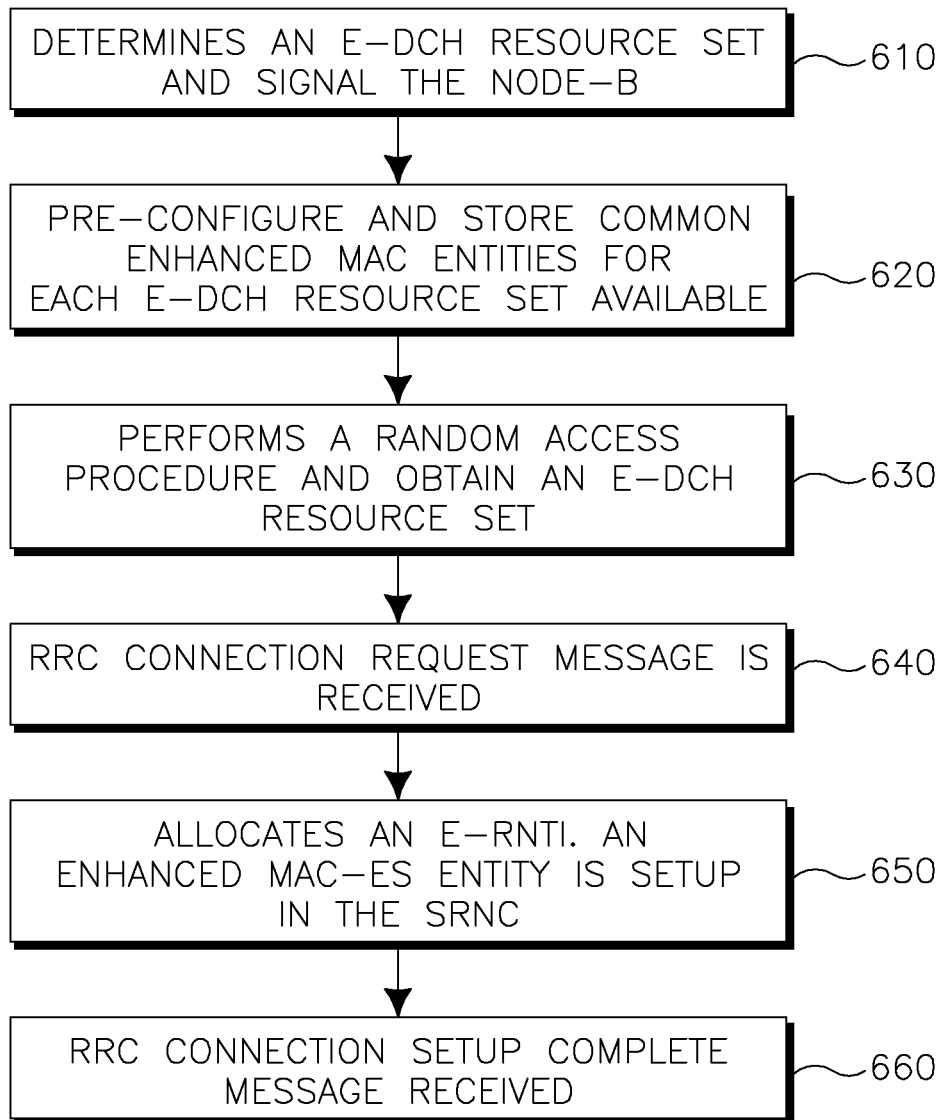 DETERMINES AN E-DCH RESOURCE SET
AND SIGNAL THE NODE-B
610
PRE-CONFIGURE AND STORE COMMON
ENHANCED MAC ENTITIES FOR
EACH E-DCH RESOURCE SET AVAILABLE
620
PERFORMS A RANDOM ACCESS
PROCEDURE AND OBTAIN AN E-DCH
RESOURCE SET
630
RRC CONNECTION REQUEST MESSAGE IS
RECEIVED
640
ALLOCATES AN E-RNTI. AN
ENHANCED MAC-ES ENTITY IS SETUP
IN THE SRNC
650
RRC CONNECTION SETUP COMPLETE
MESSAGE RECEIVED
660